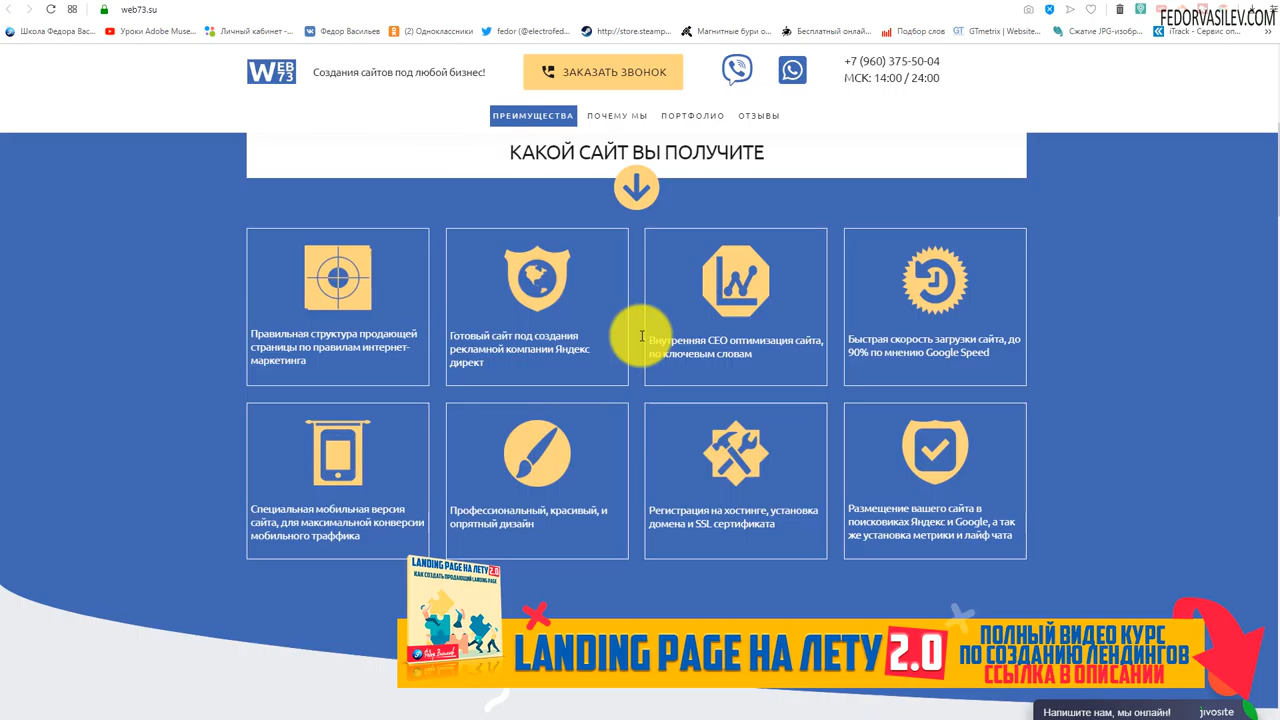 web73.su
FEDORVASILEV.COM
Школа Федора Вас...
Уроки Adobe Muse...
Личный кабинет -...
Федор Васильев
(2) Одноклассники
fedor (@electrofed...
http://store.steamp...
Магнитные бури о...
Бесплатный онлай...
Подбор слов
GTmetrix | Website...
Сжатие JPG-изобр...
iTrack - Сервис оп...
WEB 73
Создания сайтов под любой бизнес!
ЗАКАЗАТЬ ЗВОНОК
+7 (960) 375-50-04
МСК: 14:00 / 24:00
ПРЕИМУЩЕСТВА
ПОЧЕМУ МЫ
ПОРТФОЛИО
ОТЗЫВЫ
КАКОЙ САЙТ ВЫ ПОЛУЧИТЕ
Правильная структура продающей
страницы по правилам интернет-
маркетинга
Готовый сайт под создания
рекламной компании Яндекс
директ
Внутренняя СЕО оптимизация сайта,
по ключевым словам
Быстрая скорость загрузки сайта, до
90% по мнению Google Speed
Специальная мобильная версия
сайта, для максимальной конверсии
мобильного траффика
Профессиональный, красивый, и
опрятный дизайн
Регистрация на хостинге, установка
домена и SSL сертификата
Размещение вашего сайта в
поисковиках Яндекс и Google, а так
же установка метрики и лайф чата
LANDING PAGE НА ЛЕТУ 2.0
КАК СОЗДАТЬ ПРОДАЮЩИЙ LANDING PAGE
Федор Васильев
LANDING PAGE НА ЛЕТУ 2.0
ПОЛНЫЙ ВИДЕО КУРС
ПО СОЗДАНИЮ ЛЕНДИНГОВ
ССЫЛКА В ОПИСАНИИ
Напишите нам, мы онлайн!
jivosite